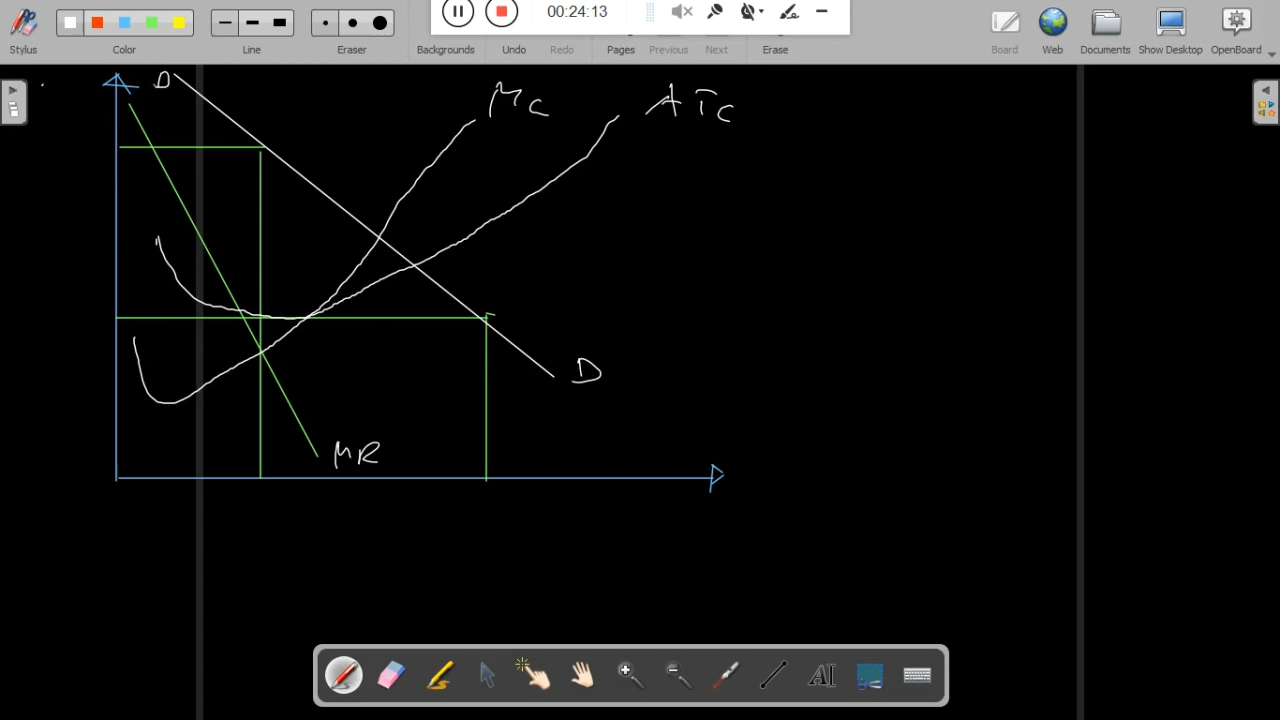 00:24:13
Stylus Color Line Eraser Backgrounds Undo Redo Pages Previous Next Erase Board Web Documents Show Desktop OpenBoard
D MC ATC
D
MR
AI